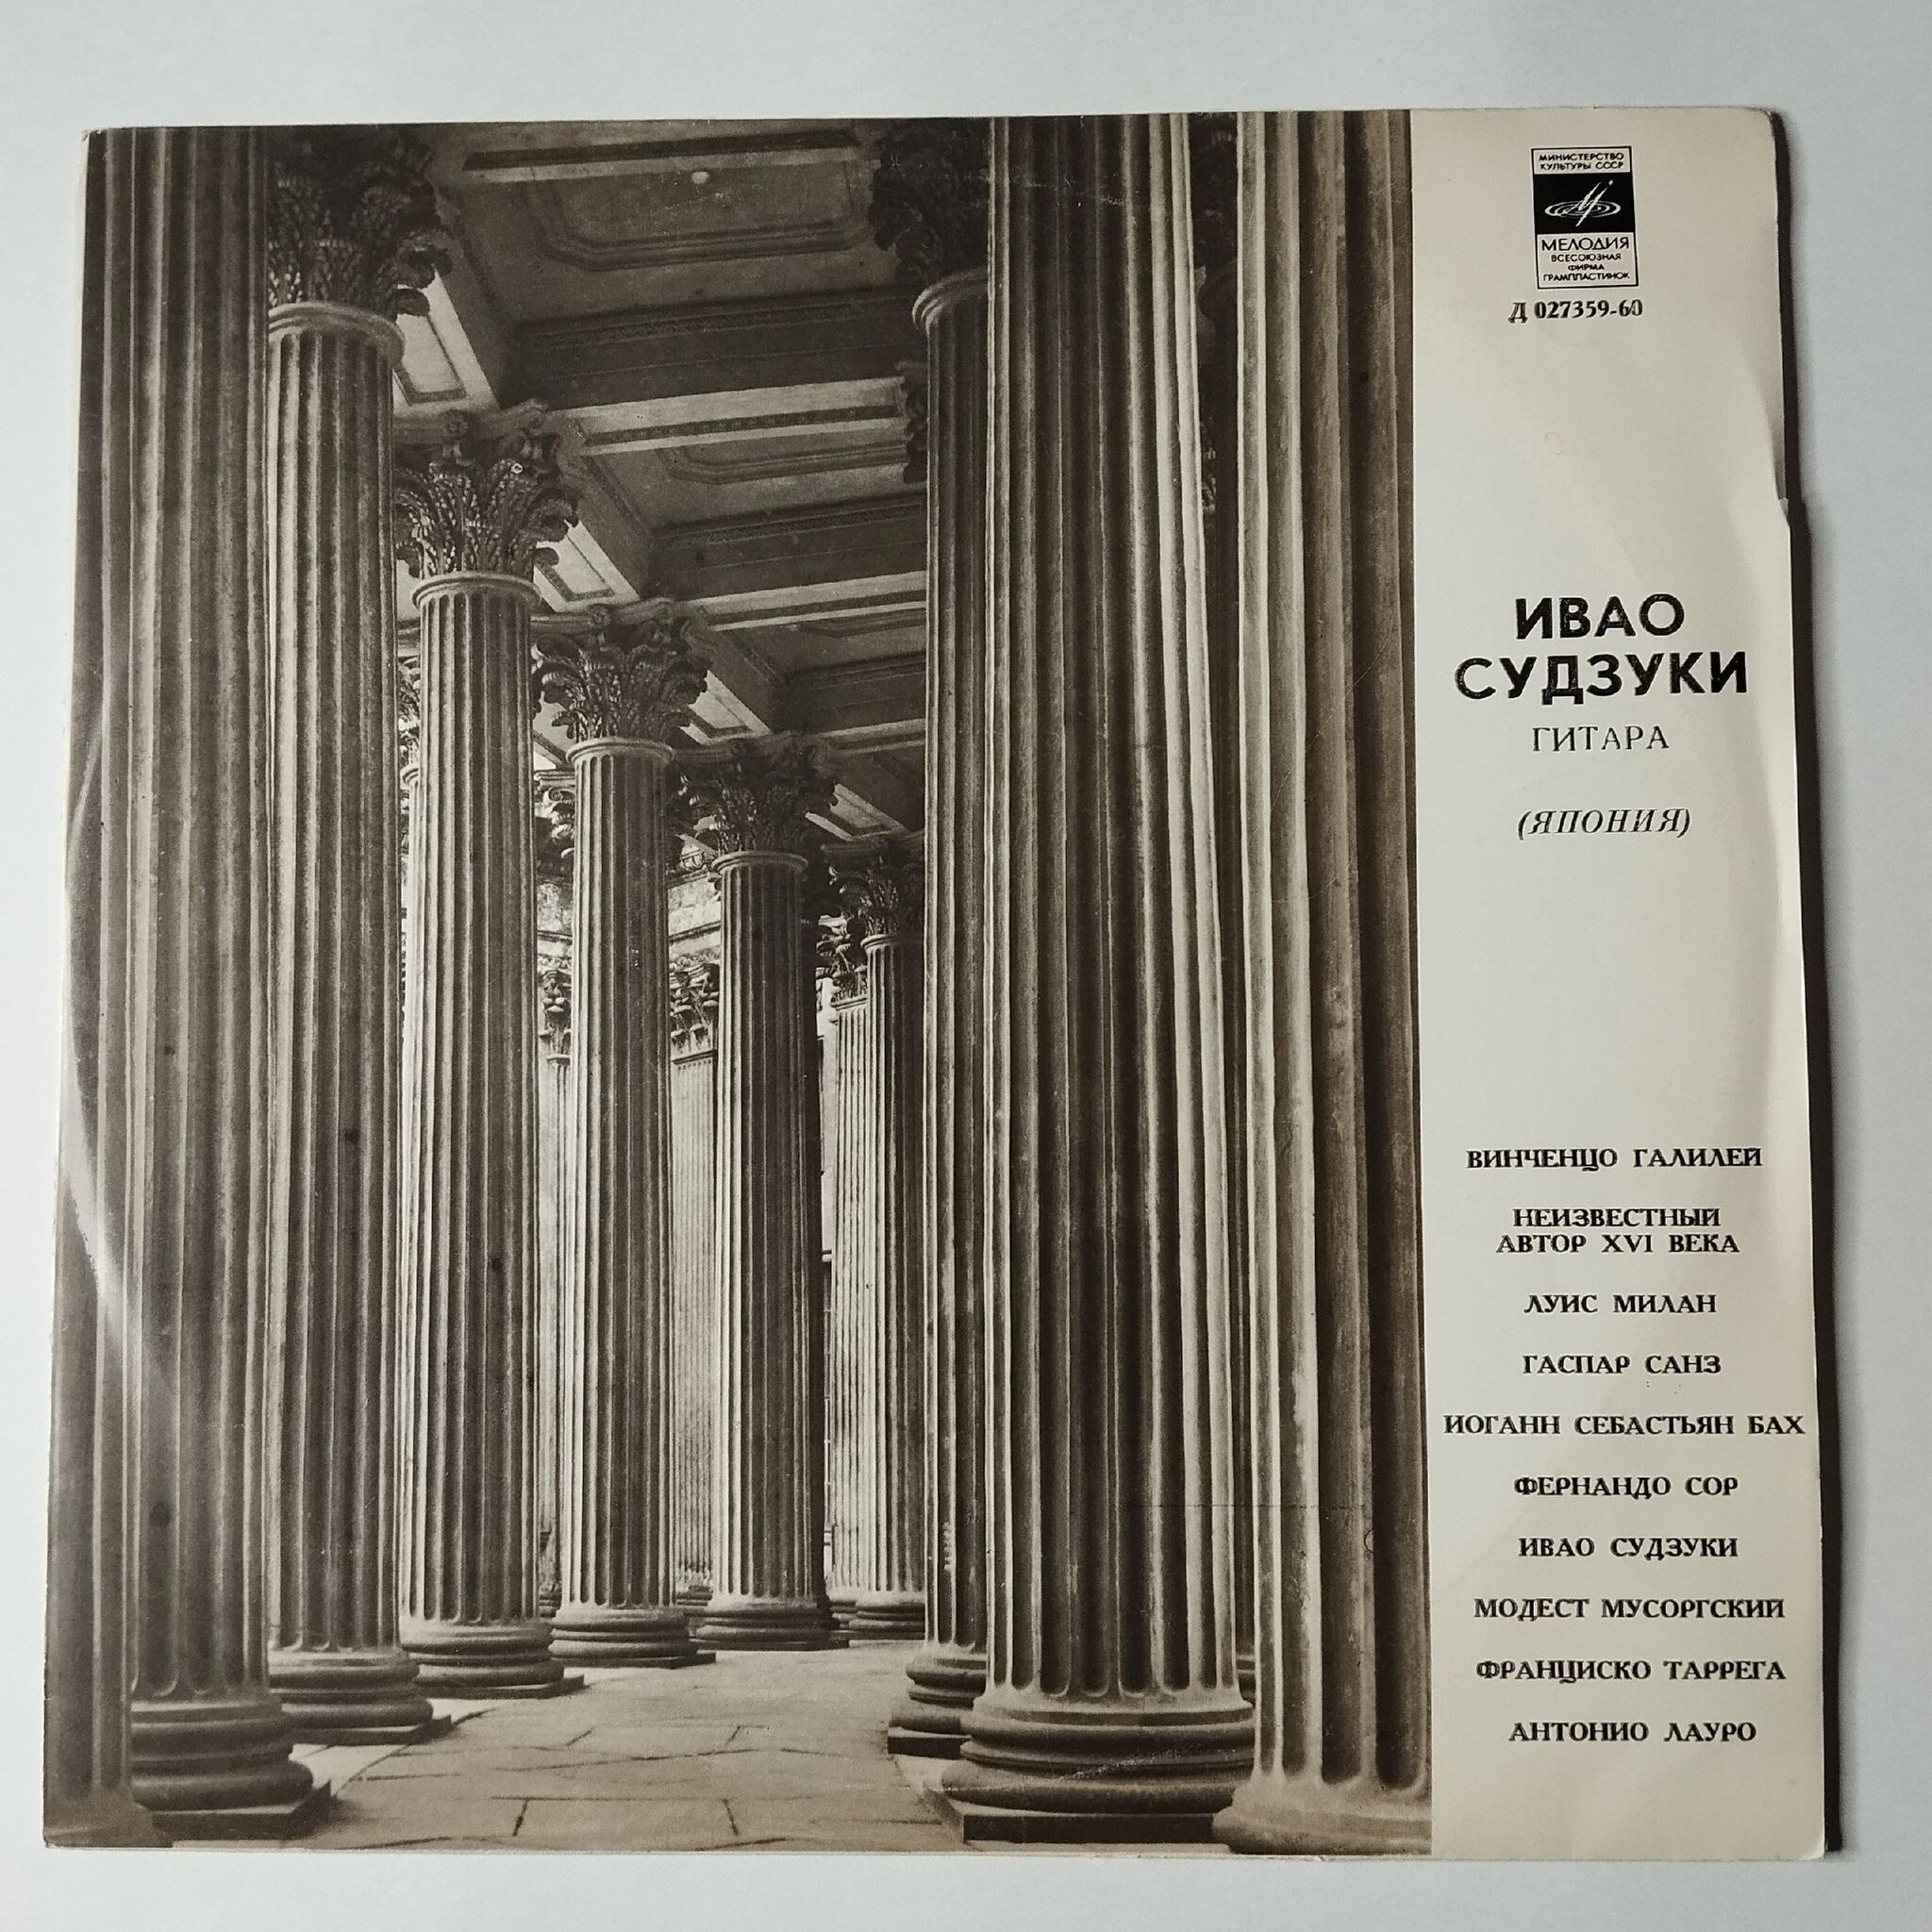 МИНИСТЕРСТВО
КУЛЬТУРЫ СССР
МЕЛОДИЯ
ВСЕСОЮЗНАЯ
ФИРМА
ГРАМПЛАСТИНОК
Д 027359-60
ИВАО
СУДЗУКИ
ГИТАРА
(ЯПОНИЯ)
ВИНЧЕНЦО ГАЛИЛЕЙ
НЕИЗВЕСТНЫЙ
АВТОР XVI ВЕКА
ЛУИС МИЛАН
ГАСПАР САНЗ
ИОГАНН СЕБАСТЬЯН БАХ
ФЕРНАНДО СОР
ИВАО СУДЗУКИ
МОДЕСТ МУСОРГСКИЙ
ФРАНЦИСКО ТАРРЕГА
АНТОНИО ЛАУРО